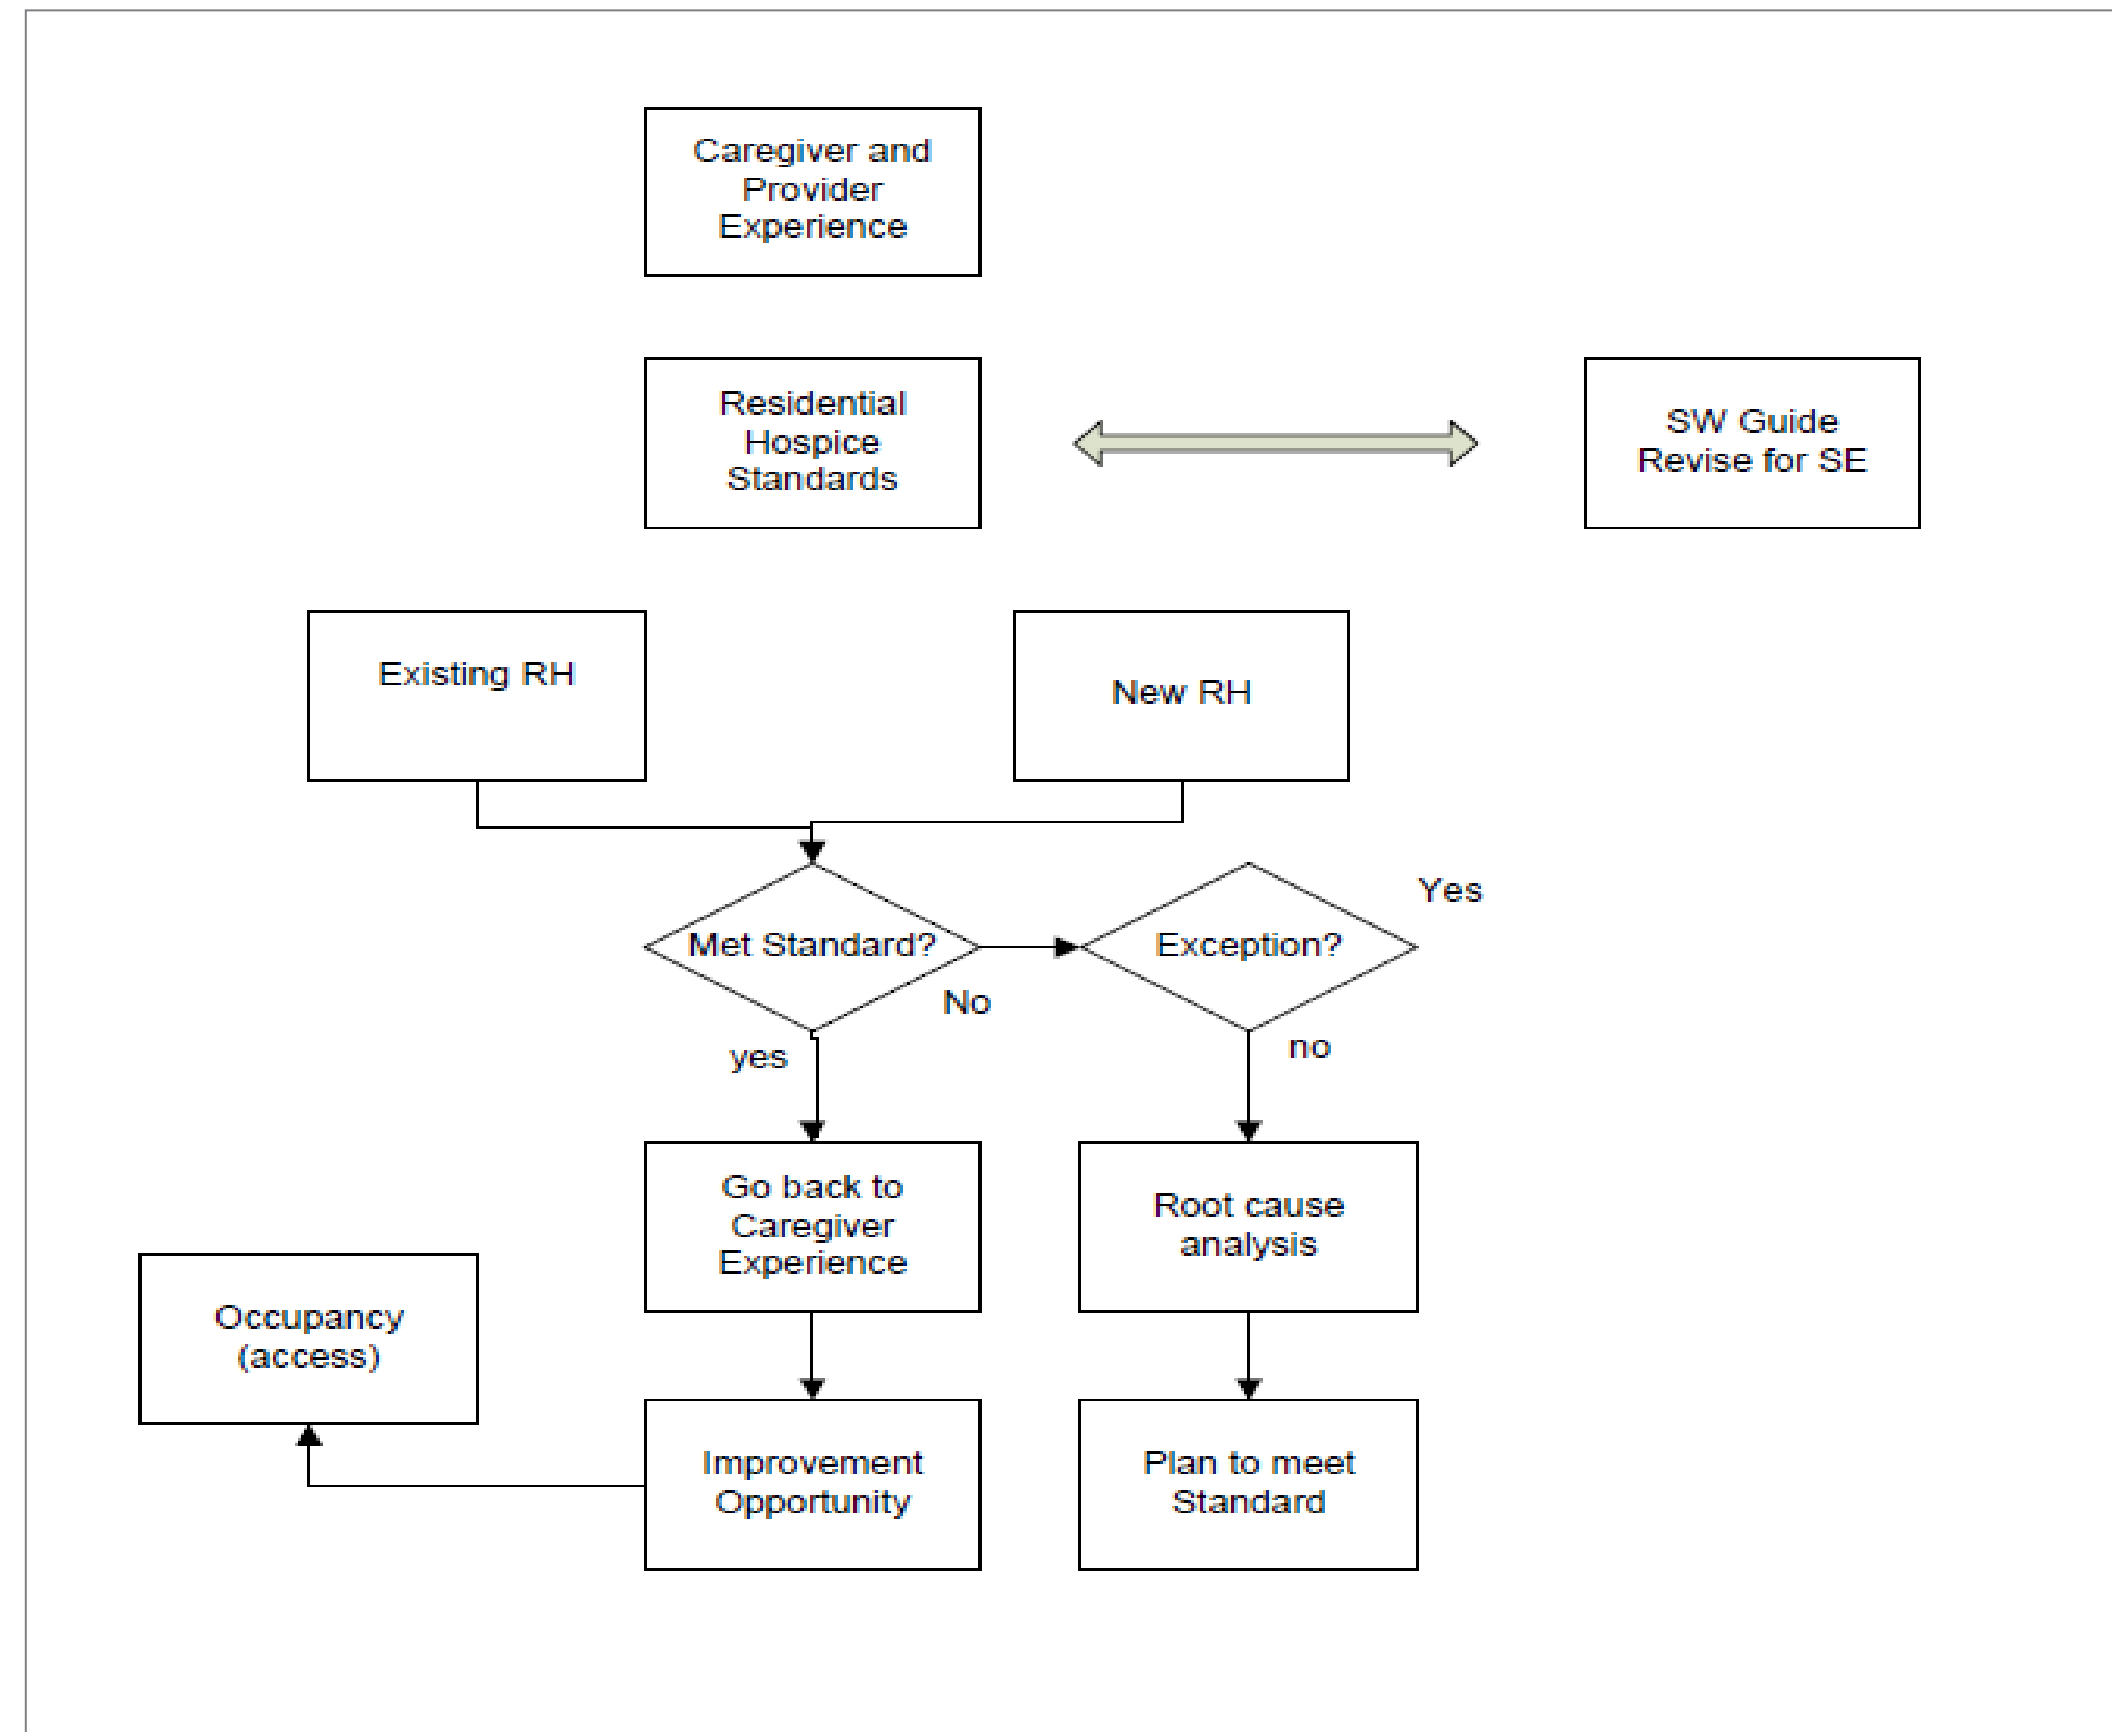 Caregiver and
Provider
Experience
Residential
Hospice
Standards
SW Guide
Revise for SE
Existing RH
New RH
Met Standard?
Exception?
Yes
No
yes
no
Go back to
Caregiver
Experience
Root cause
analysis
Occupancy
(access)
Improvement
Opportunity
Plan to meet
Standard